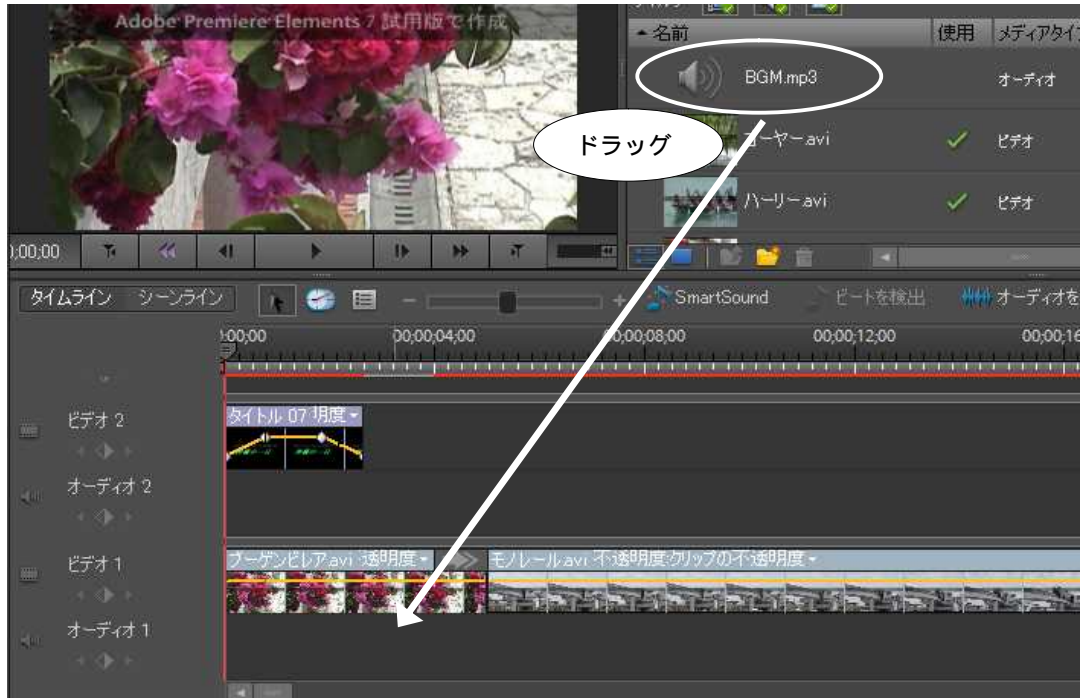 Adobe Premiere Elements 7 試用版で作成
名前 使用 メディアタイ
BGM.mp3 オーディオ
ドラッグ
ーヤー.avi ビデオ
ハーリー.avi ビデオ
;00;00
タイムライン シーンライン SmartSound ビートを検出 オーディオを
;00;00 00;00;04;00 00;00;08;00 00;00;12;00 00;00;16
ビデオ 2
タイトル 07 明度
オーディオ 2
ビデオ 1
ブーゲンビレア.avi 透明度 モノレール.avi 不透明度:クリップの不透明度
オーディオ 1